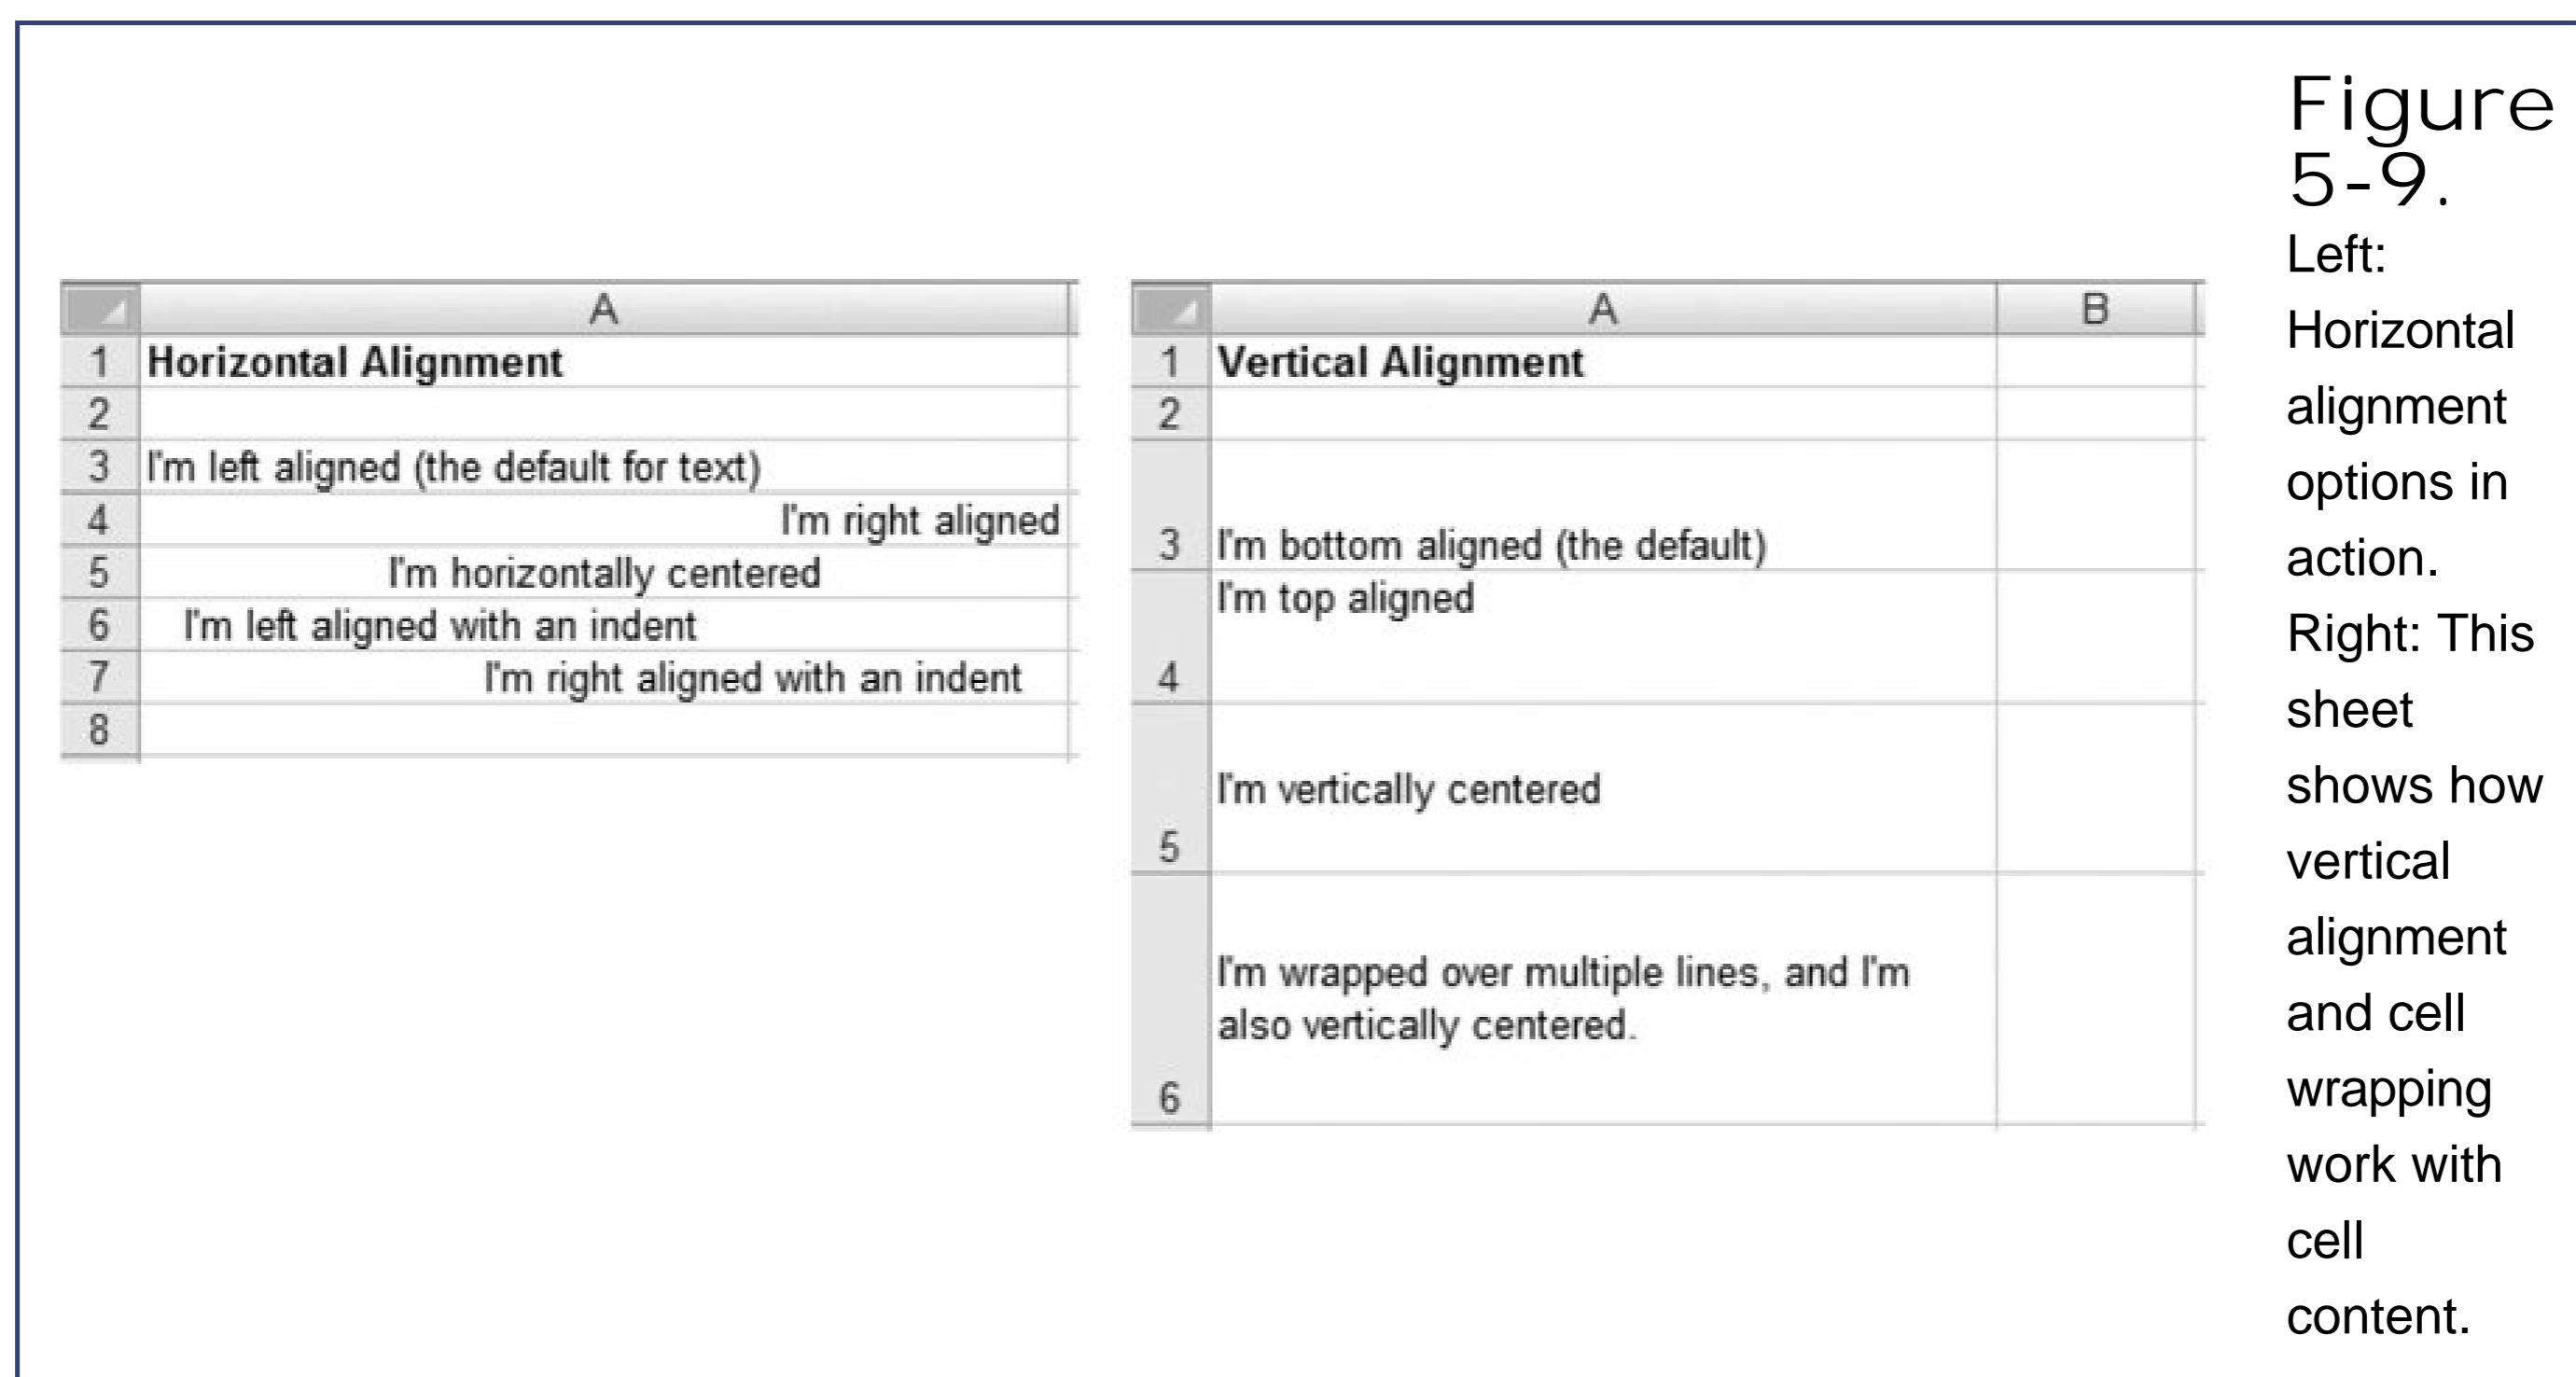 A
1 Horizontal Alignment
2
3 I'm left aligned (the default for text)
4 I'm right aligned
5 I'm horizontally centered
6 I'm left aligned with an indent
7 I'm right aligned with an indent
8
A B
1 Vertical Alignment
2
3 I'm bottom aligned (the default)
I'm top aligned
4
I'm vertically centered
5
I'm wrapped over multiple lines, and I'm
also vertically centered.
6
Figure
5-9.
Left:
Horizontal
alignment
options in
action.
Right: This
sheet
shows how
vertical
alignment
and cell
wrapping
work with
cell
content.